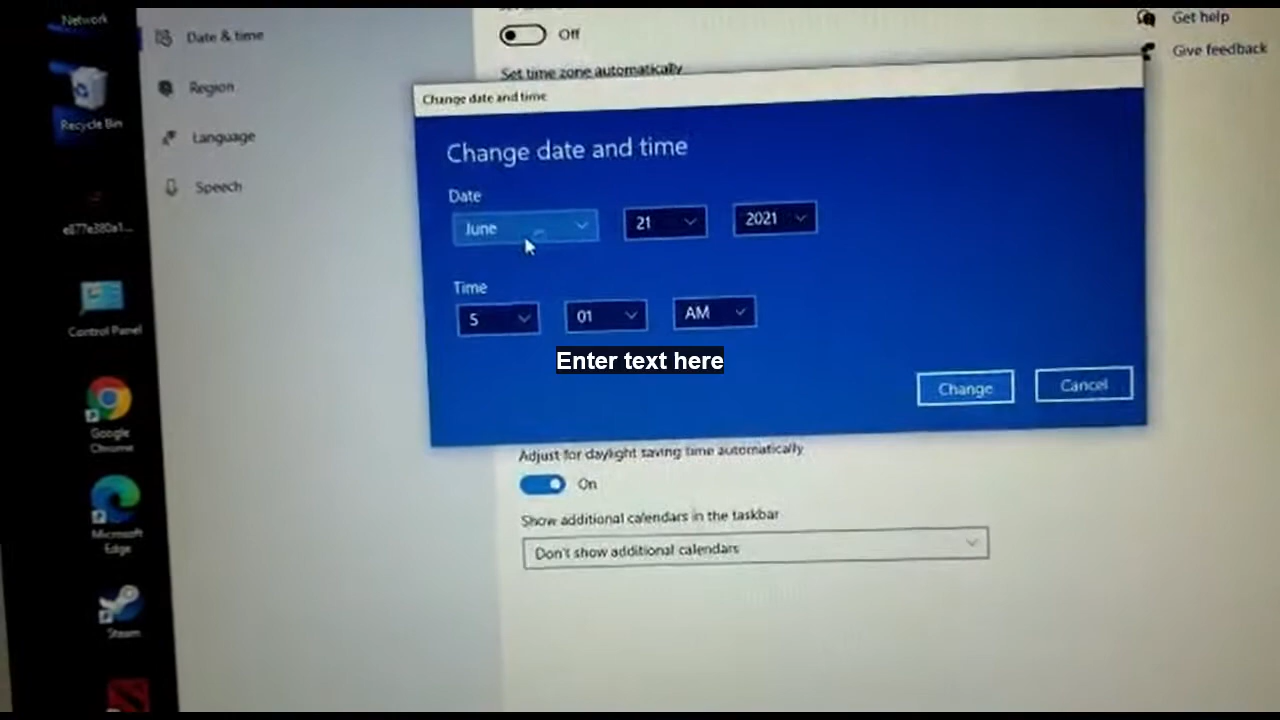 Network
Date & time
Off
Get help
Give feedback
Set time zone automatically
Change date and time
Recycle Bin
Region
Language
Speech
Change date and time
Date
June
21
2021
e877e380a1...
Time
5
01
AM
Control Panel
Enter text here
Change
Cancel
Google
Chrome
Adjust for daylight saving time automatically
On
Microsoft
Edge
Show additional calendars in the taskbar
Don't show additional calendars
Steam